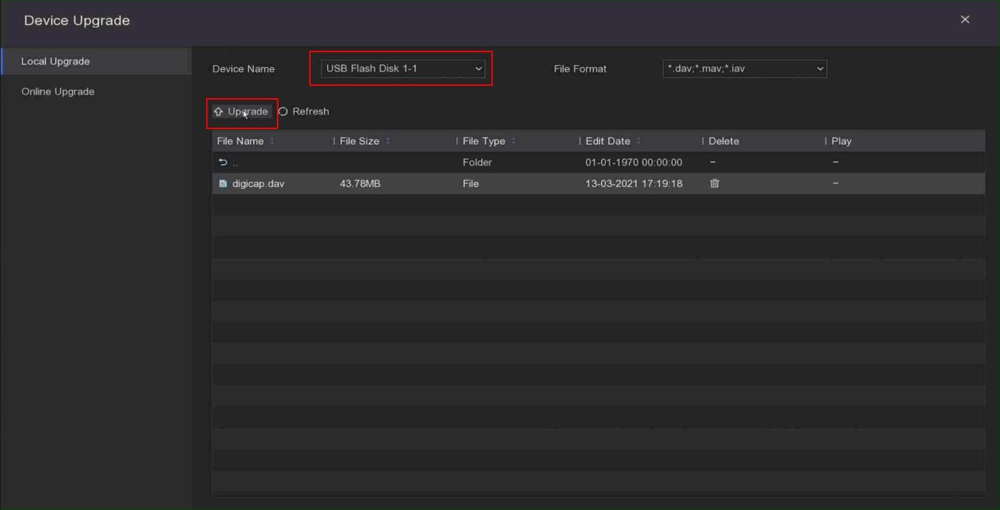 Device Upgrade
Local Upgrade
Online Upgrade
Device Name USB Flash Disk 1-1 File Format *.dav;*.mav;*.iav
Upgrade Refresh
File Name File Size File Type Edit Date Delete Play
.. Folder 01-01-1970 00:00:00 – –
digicap.dav 43.78MB File 13-03-2021 17:19:18 –